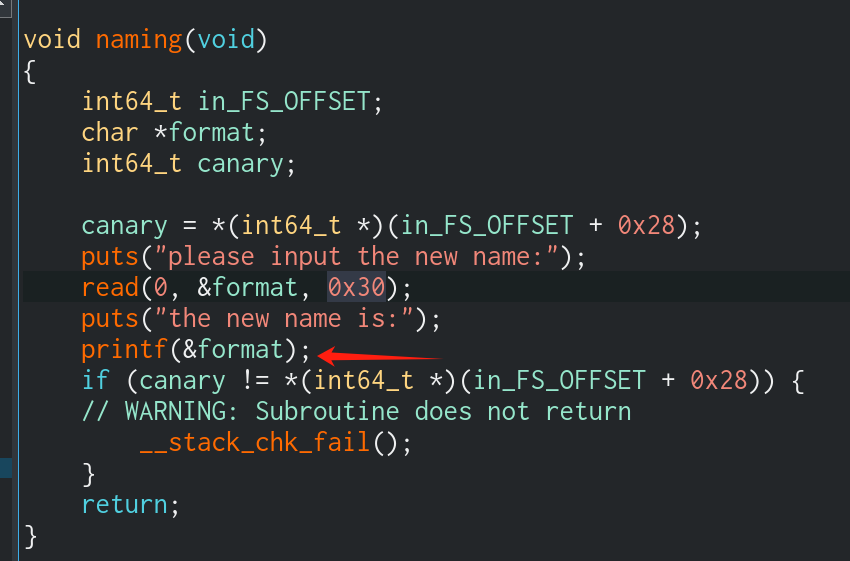 void naming(void)
{
    int64_t in_FS_OFFSET;
    char *format;
    int64_t canary;
    canary = *(int64_t *)(in_FS_OFFSET + 0x28);
    puts("please input the new name:");
    read(0, &format, 0x30);
    puts("the new name is:");
    printf(&format);
    if (canary != *(int64_t *)(in_FS_OFFSET + 0x28)) {
    // WARNING: Subroutine does not return
        __stack_chk_fail();
    }
    return;
}